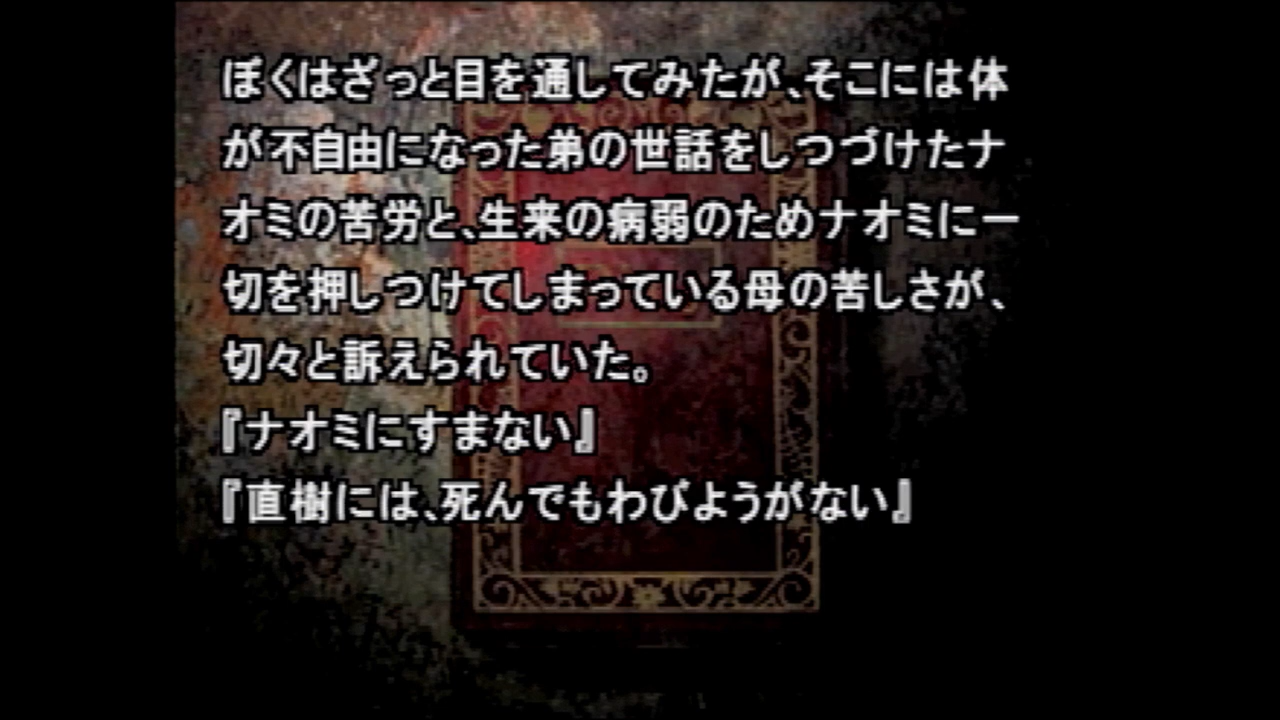 ぼくはざっと目を通してみたが、そこには体
が不自由になった弟の世話をしつづけたナ
オミの苦労と、生来の病弱のためナオミに一
切を押しつけてしまっている母の苦しさが、
切々と訴えられていた。
『ナオミにすまない』
『直樹には、死んでもわびようがない』